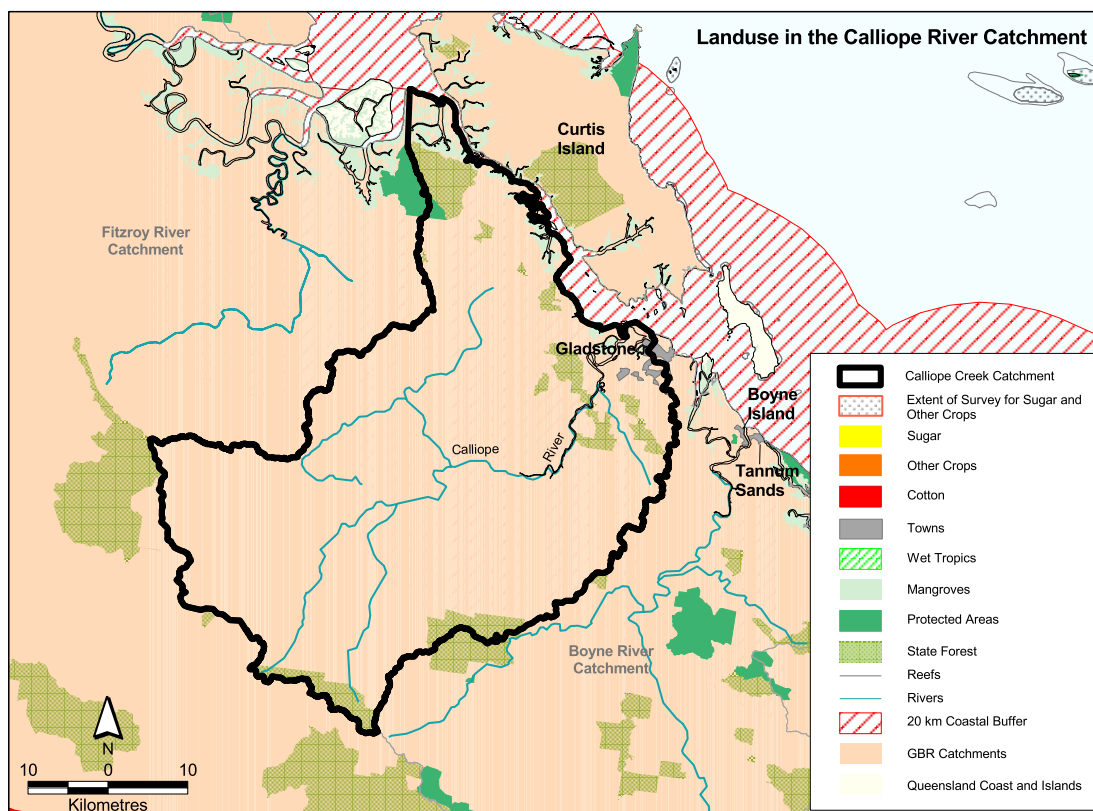 Landuse in the Calliope River Catchment
Curtis
Island
Fitzroy River
Catchment
Gladstone
Boyne
Island
Calliope
River
Tannum
Sands
Boyne River
Catchment
Calliope Creek Catchment
Extent of Survey for Sugar and
Other Crops
Sugar
Other Crops
Cotton
Towns
Wet Tropics
Mangroves
Protected Areas
State Forest
Reefs
Rivers
20 km Coastal Buffer
GBR Catchments
Queensland Coast and Islands
N
10 0 10
Kilometres